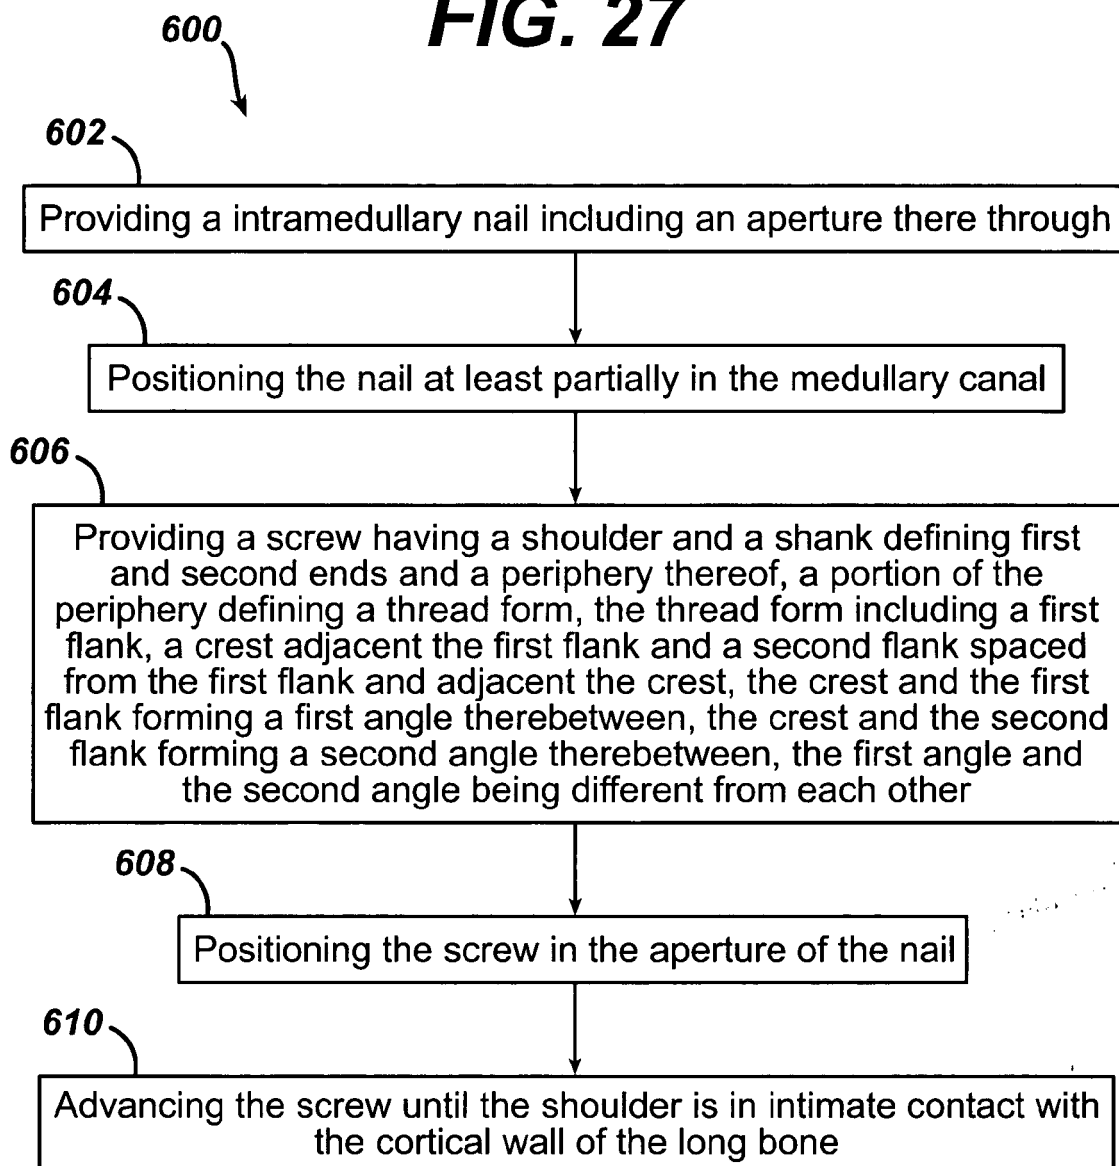 FIG. 27
600
602
Providing a intramedullary nail including an aperture there through
604
Positioning the nail at least partially in the medullary canal
606
Providing a screw having a shoulder and a shank defining first
and second ends and a periphery thereof, a portion of the
periphery defining a thread form, the thread form including a first
flank, a crest adjacent the first flank and a second flank spaced
from the first flank and adjacent the crest, the crest and the first
flank forming a first angle therebetween, the crest and the second
flank forming a second angle therebetween, the first angle and
the second angle being different from each other
608
Positioning the screw in the aperture of the nail
610
Advancing the screw until the shoulder is in intimate contact with
the cortical wall of the long bone